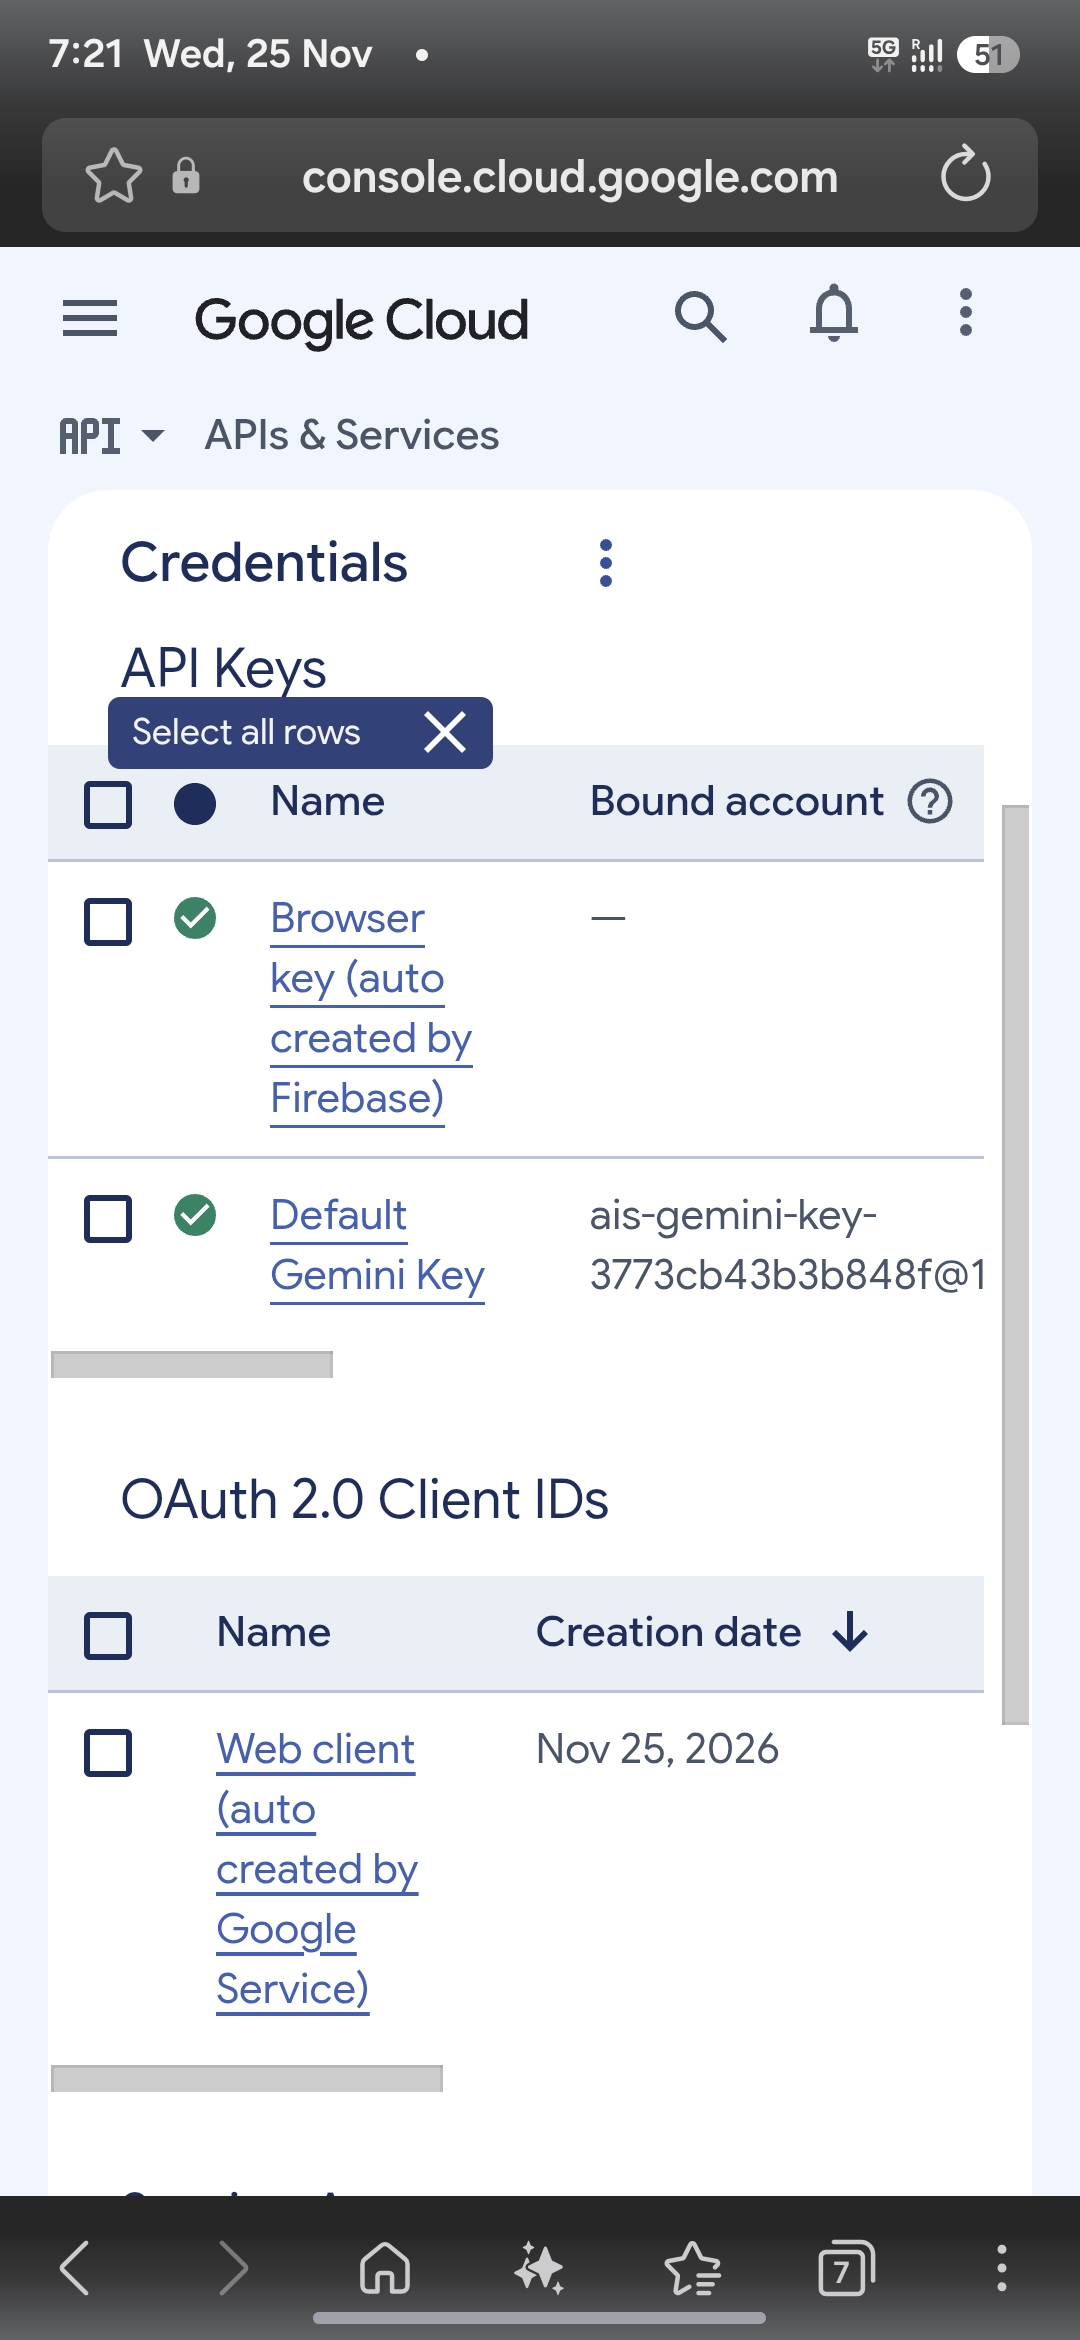 7:21 Wed, 25 Nov
5G
R
51
console.cloud.google.com
Google Cloud
API
APIs & Services
Credentials
API Keys
Select all rows
Name Bound account
Browser —
key (auto
created by
Firebase)
Default ais-gemini-key-
Gemini Key 3773cb43b3b848f@1
OAuth 2.0 Client IDs
Name Creation date
Web client Nov 25, 2026
(auto
created by
Google
Service)
7